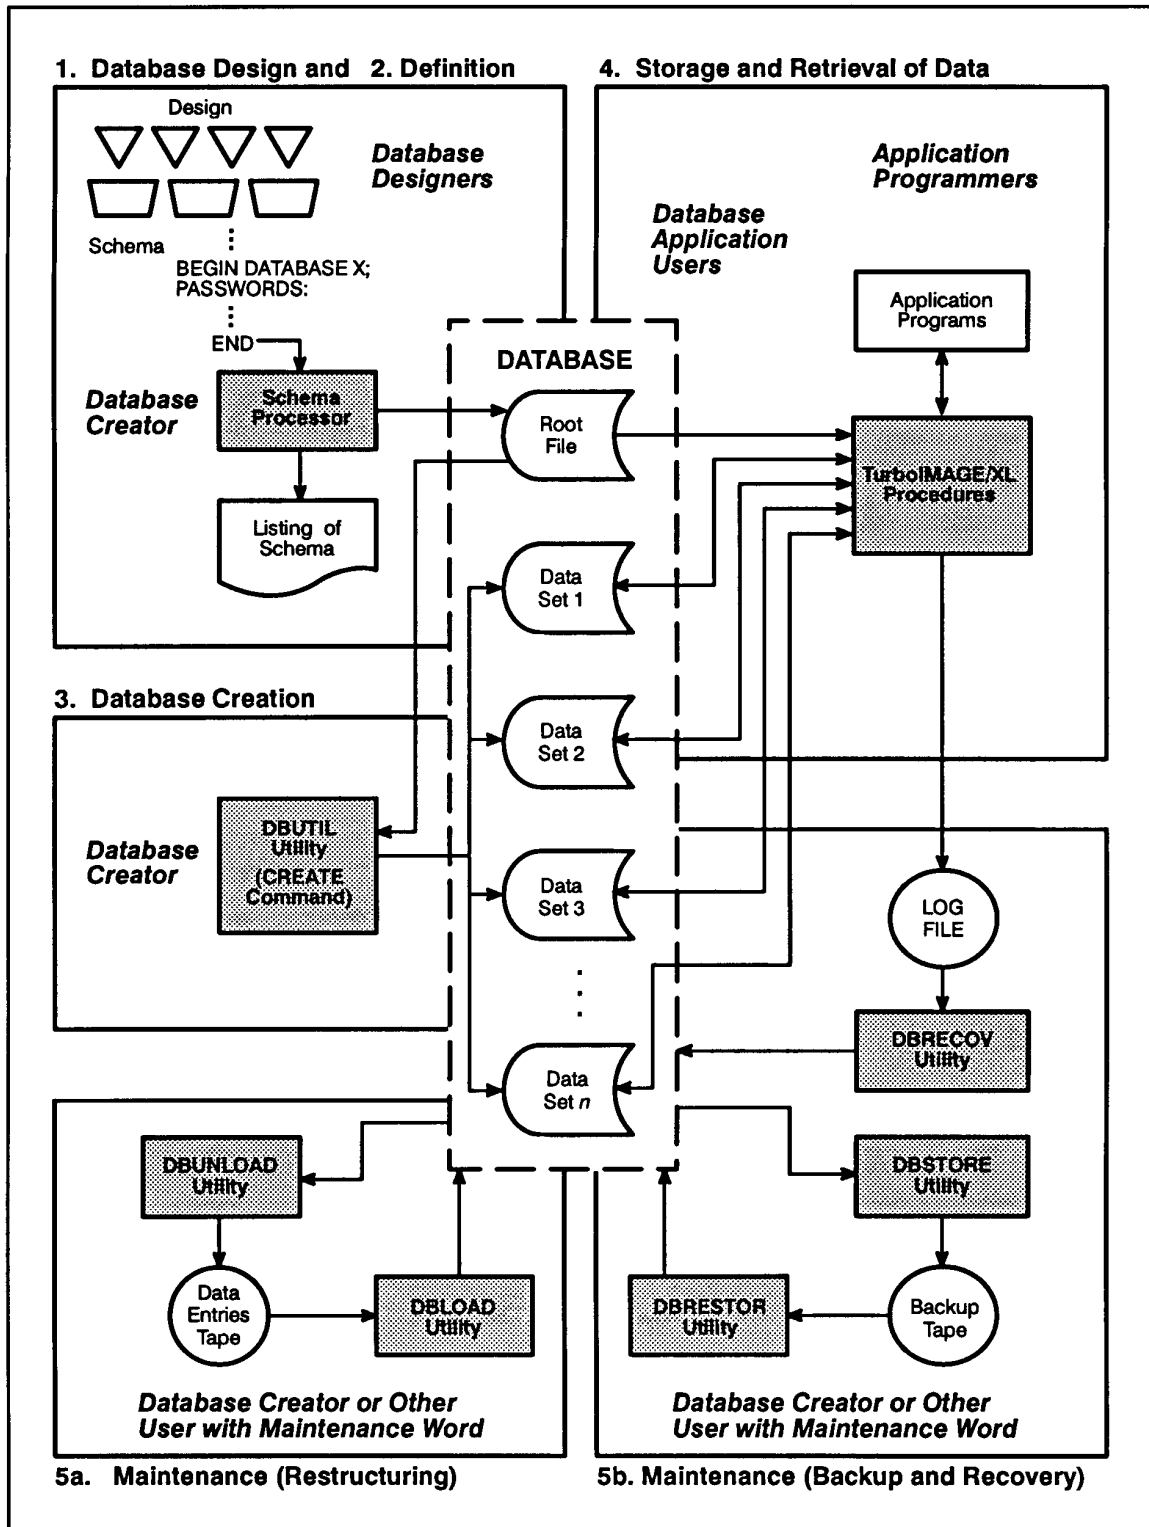 1. Database Design and 2. Definition
Design
Database
Designers
Schema
BEGIN DATABASE X;
PASSWORDS:
END
Database
Creator
Schema
Processor
Listing of
Schema
4. Storage and Retrieval of Data
Application
Programmers
Database
Application
Users
Application
Programs
TurboIMAGE/XL
Procedures
DATABASE
Root
File
Data
Set 1
Data
Set 2
Data
Set 3
Data
Set n
3. Database Creation
Database
Creator
DBUTIL
Utility
(CREATE
Command)
LOG
FILE
DBRECOV
Utility
DBUNLOAD
Utility
Data
Entries
Tape
DBLOAD
Utility
Database Creator or Other
User with Maintenance Word
5a. Maintenance (Restructuring)
DBSTORE
Utility
DBRESTOR
Utility
Backup
Tape
Database Creator or Other
User with Maintenance Word
5b. Maintenance (Backup and Recovery)